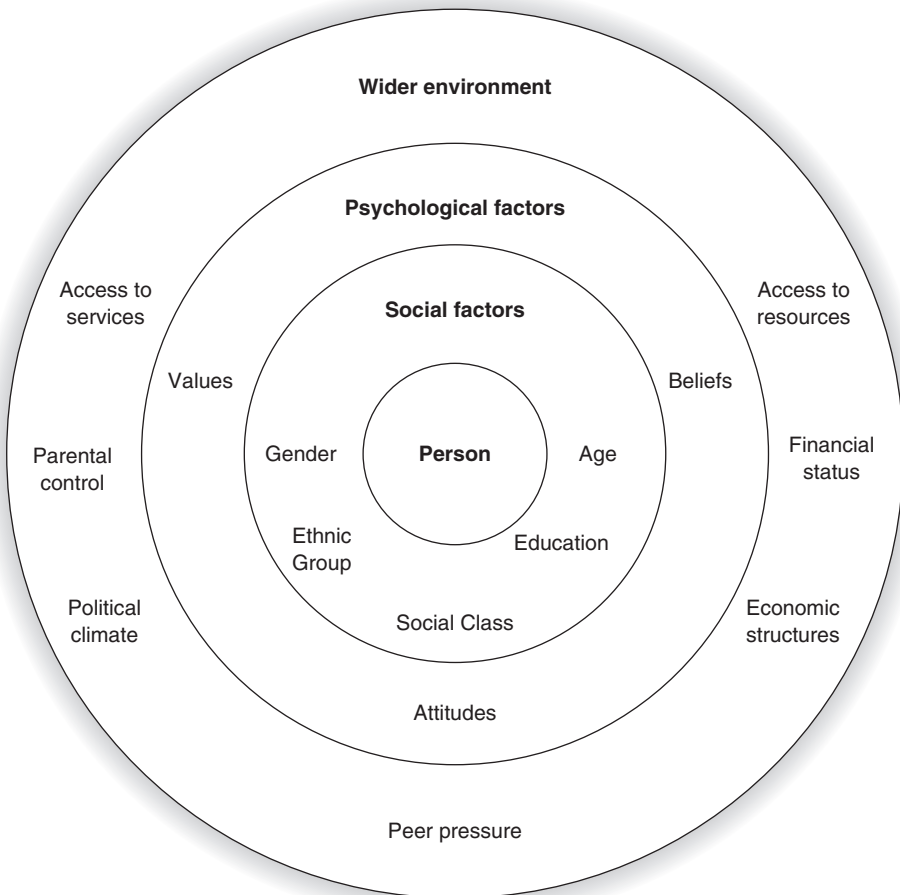 Wider environment
Psychological factors
Access to
services
Access to
resources
Social factors
Values
Beliefs
Parental
control
Gender
Person
Age
Financial
status
Ethnic
Group
Education
Political
climate
Social Class
Economic
structures
Attitudes
Peer pressure